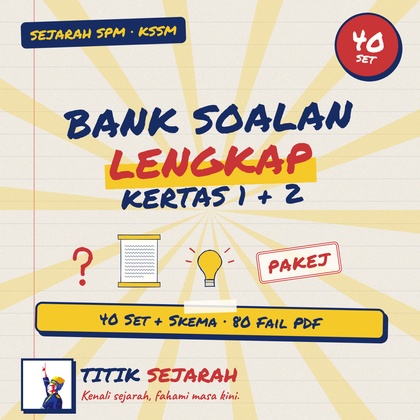 SEJARAH SPM · KSSM
40
SET
BANK SOALAN
LENGKAP
KERTAS 1 + 2
?
PAKEJ
40 SET + SKEMA · 80 FAIL PDF
TITIK SEJARAH
Kenali sejarah, fahami masa kini.